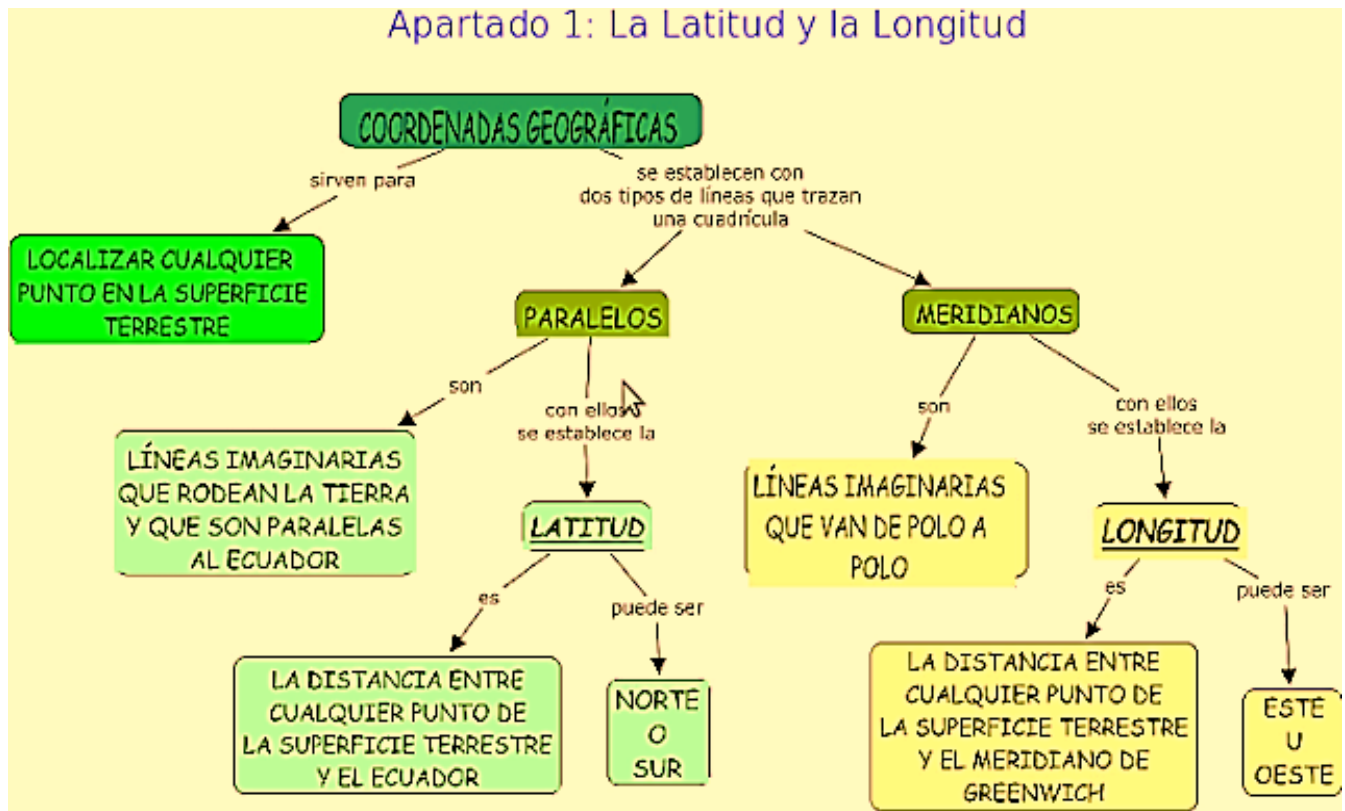 Apartado 1: La Latitud y la Longitud
COORDENADAS GEOGRÁFICAS
sirven para
se establecen con
dos tipos de líneas que trazan
una cuadrícula
LOCALIZAR CUALQUIER
PUNTO EN LA SUPERFICIE
TERRESTRE
PARALELOS
MERIDIANOS
son
con ellos
se establece la
son
con ellos
se establece la
LÍNEAS IMAGINARIAS
QUE RODEAN LA TIERRA
Y QUE SON PARALELAS
AL ECUADOR
LATITUD
LÍNEAS IMAGINARIAS
QUE VAN DE POLO A
POLO
LONGITUD
es
puede ser
es
puede ser
LA DISTANCIA ENTRE
CUALQUIER PUNTO DE
LA SUPERFICIE TERRESTRE
Y EL ECUADOR
NORTE
O
SUR
LA DISTANCIA ENTRE
CUALQUIER PUNTO DE
LA SUPERFICIE TERRESTRE
Y EL MERIDIANO DE
GREENWICH
ESTE
U
OESTE